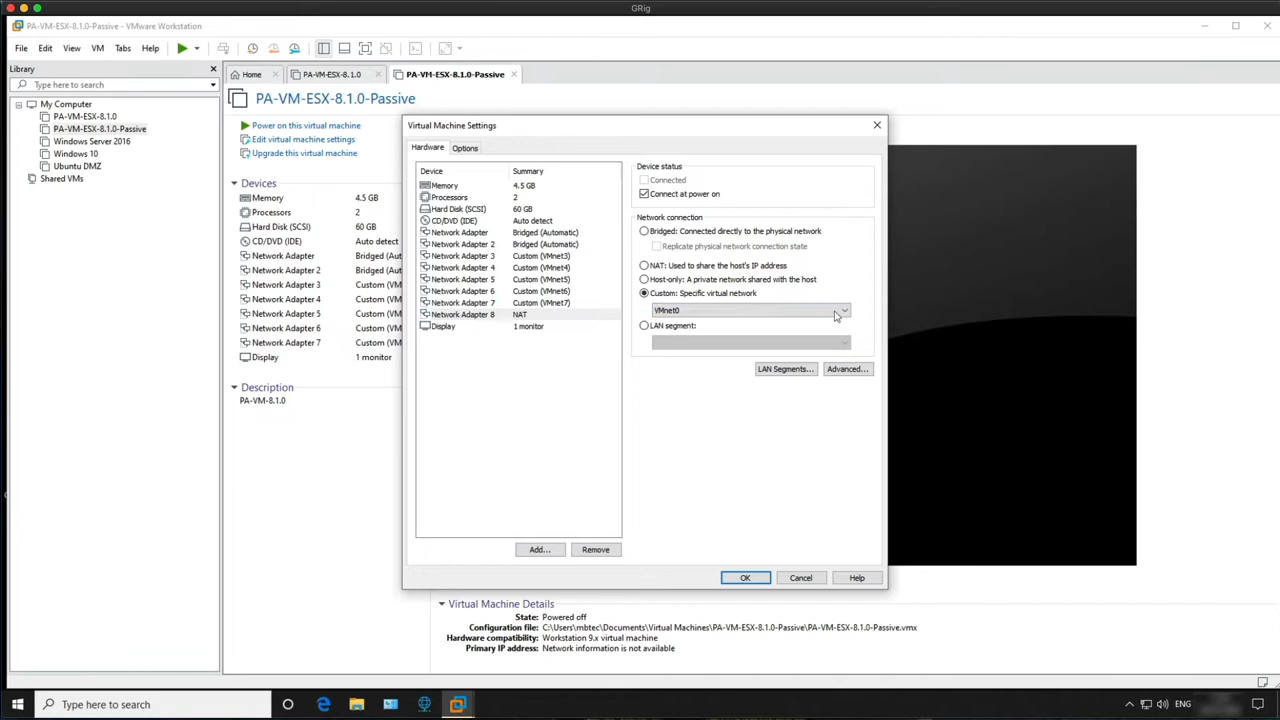 GRig
PA-VM-ESX-8.1.0-Passive - VMware Workstation
File Edit View VM Tabs Help
Library
Type here to search
My Computer
PA-VM-ESX-8.1.0
PA-VM-ESX-8.1.0-Passive
Windows Server 2016
Windows 10
Ubuntu DMZ
Shared VMs
Home PA-VM-ESX-8.1.0 PA-VM-ESX-8.1.0-Passive
PA-VM-ESX-8.1.0-Passive
Power on this virtual machine
Edit virtual machine settings
Upgrade this virtual machine
Devices
Memory 4.5 GB
Processors 2
Hard Disk (SCSI) 60 GB
CD/DVD (IDE) Auto detect
Network Adapter Bridged (Auto
Network Adapter 2 Bridged (Auto
Network Adapter 3 Custom (VMn
Network Adapter 4 Custom (VMn
Network Adapter 5 Custom (VMn
Network Adapter 6 Custom (VMn
Network Adapter 7 Custom (VMn
Display 1 monitor
Description
PA-VM-8.1.0
Virtual Machine Settings
Hardware Options
Device Summary
Memory 4.5 GB
Processors 2
Hard Disk (SCSI) 60 GB
CD/DVD (IDE) Auto detect
Network Adapter Bridged (Automatic)
Network Adapter 2 Bridged (Automatic)
Network Adapter 3 Custom (VMnet3)
Network Adapter 4 Custom (VMnet4)
Network Adapter 5 Custom (VMnet5)
Network Adapter 6 Custom (VMnet6)
Network Adapter 7 Custom (VMnet7)
Network Adapter 8 NAT
Display 1 monitor
Add... Remove
Device status
Connected
Connect at power on
Network connection
Bridged: Connected directly to the physical network
Replicate physical network connection state
NAT: Used to share the host's IP address
Host-only: A private network shared with the host
Custom: Specific virtual network
VMnet0
LAN segment:
LAN Segments... Advanced...
OK Cancel Help
Virtual Machine Details
State: Powered off
Configuration file: C:\Users\mbtec\Documents\Virtual Machines\PA-VM-ESX-8.1.0-Passive\PA-VM-ESX-8.1.0-Passive.vmx
Hardware compatibility: Workstation 9.x virtual machine
Primary IP address: Network information is not available
Type here to search
ENG